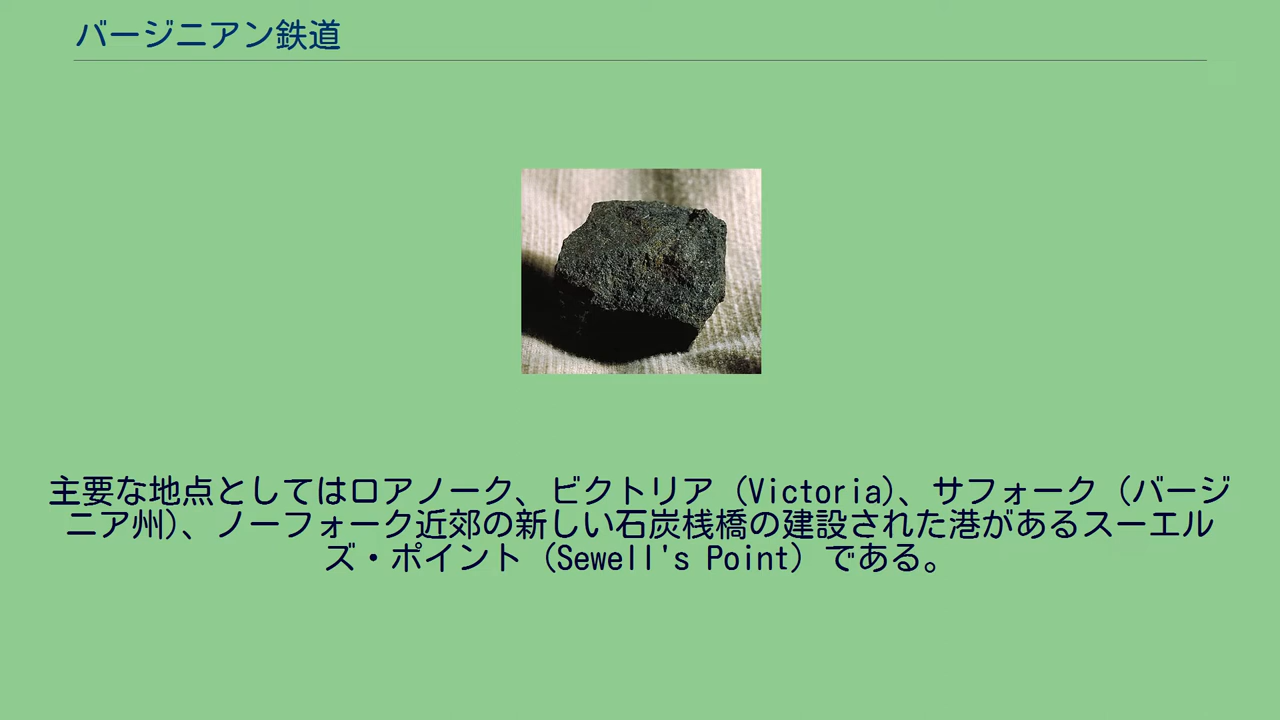 バージニアン鉄道
主要な地点としてはロアノーク、ビクトリア（Victoria）、サフォーク（バージ
ニア州）、ノーフォーク近郊の新しい石炭桟橋の建設された港があるスーエル
ズ・ポイント（Sewell's Point）である。